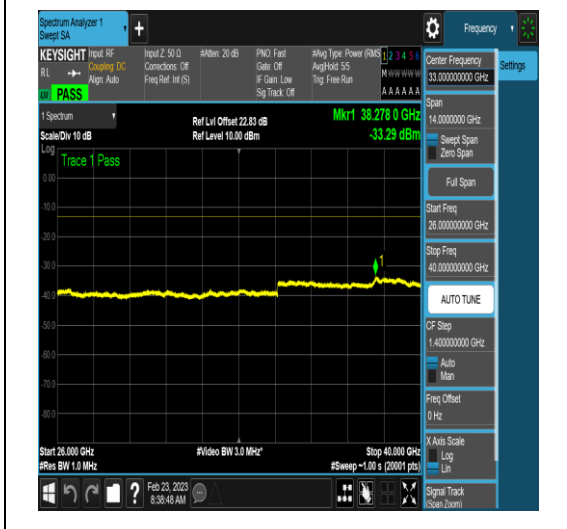 Spectrum Analyzer 1
Swept SA
+
Frequency
KEYSIGHT
RL
PASS
Input: RF
Coupling: DC
Align: Auto
Input Z: 50 Ω
Corrections: Off
Freq Ref: Int (S)
#Atten: 20 dB
PNO: Fast
Gate: Off
IF Gain: Low
Sig Track: Off
#Avg Type: Power (RMS
Avg|Hold: 5/5
Trig: Free Run
1 2 3 4 5 6
M W W W W W
A A A A A A
1 Spectrum
Scale/Div 10 dB
Ref Lvl Offset 22.83 dB
Ref Level 10.00 dBm
Mkr1 38.278 0 GHz
-33.29 dBm
Log
Trace 1 Pass
0.00
-10.0
-20.0
-30.0
-40.0
-50.0
-60.0
-70.0
-80.0
1
Start 26.000 GHz
#Res BW 1.0 MHz
#Video BW 3.0 MHz*
Stop 40.000 GHz
#Sweep ~1.00 s (20001 pts)
?
Feb 23, 2023
8:36:48 AM
Center Frequency
33.000000000 GHz
Settings
Span
14.0000000 GHz
Swept Span
Zero Span
Full Span
Start Freq
26.000000000 GHz
Stop Freq
40.000000000 GHz
AUTO TUNE
CF Step
1.400000000 GHz
Auto
Man
Freq Offset
0 Hz
X Axis Scale
Log
Lin
Signal Track
(Span Zoom)